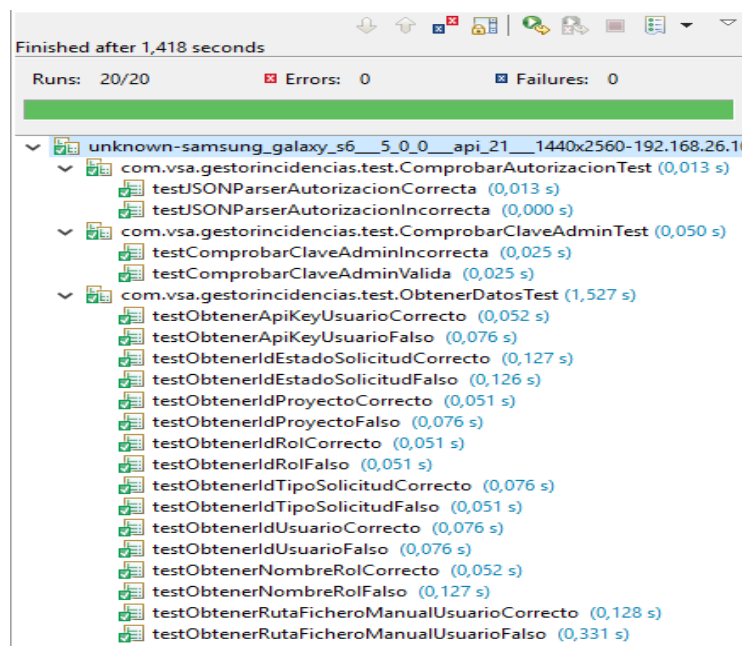 Finished after 1,418 seconds
Runs: 20/20 Errors: 0 Failures: 0
unknown-samsung_galaxy_s6___5_0_0___api_21___1440x2560-192.168.26.1
com.vsa.gestorincidencias.test.ComprobarAutorizacionTest (0,013 s)
testJSONParserAutorizacionCorrecta (0,013 s)
testJSONParserAutorizacionIncorrecta (0,000 s)
com.vsa.gestorincidencias.test.ComprobarClaveAdminTest (0,050 s)
testComprobarClaveAdminIncorrecta (0,025 s)
testComprobarClaveAdminValida (0,025 s)
com.vsa.gestorincidencias.test.ObtenerDatosTest (1,527 s)
testObtenerApiKeyUsuarioCorrecto (0,052 s)
testObtenerApiKeyUsuarioFalso (0,076 s)
testObtenerIdEstadoSolicitudCorrecto (0,127 s)
testObtenerIdEstadoSolicitudFalso (0,126 s)
testObtenerIdProyectoCorrecto (0,051 s)
testObtenerIdProyectoFalso (0,076 s)
testObtenerIdRolCorrecto (0,051 s)
testObtenerIdRolFalso (0,051 s)
testObtenerIdTipoSolicitudCorrecto (0,076 s)
testObtenerIdTipoSolicitudFalso (0,051 s)
testObtenerIdUsuarioCorrecto (0,076 s)
testObtenerIdUsuarioFalso (0,076 s)
testObtenerNombreRolCorrecto (0,052 s)
testObtenerNombreRolFalso (0,127 s)
testObtenerRutaFicheroManualUsuarioCorrecto (0,128 s)
testObtenerRutaFicheroManualUsuarioFalso (0,331 s)